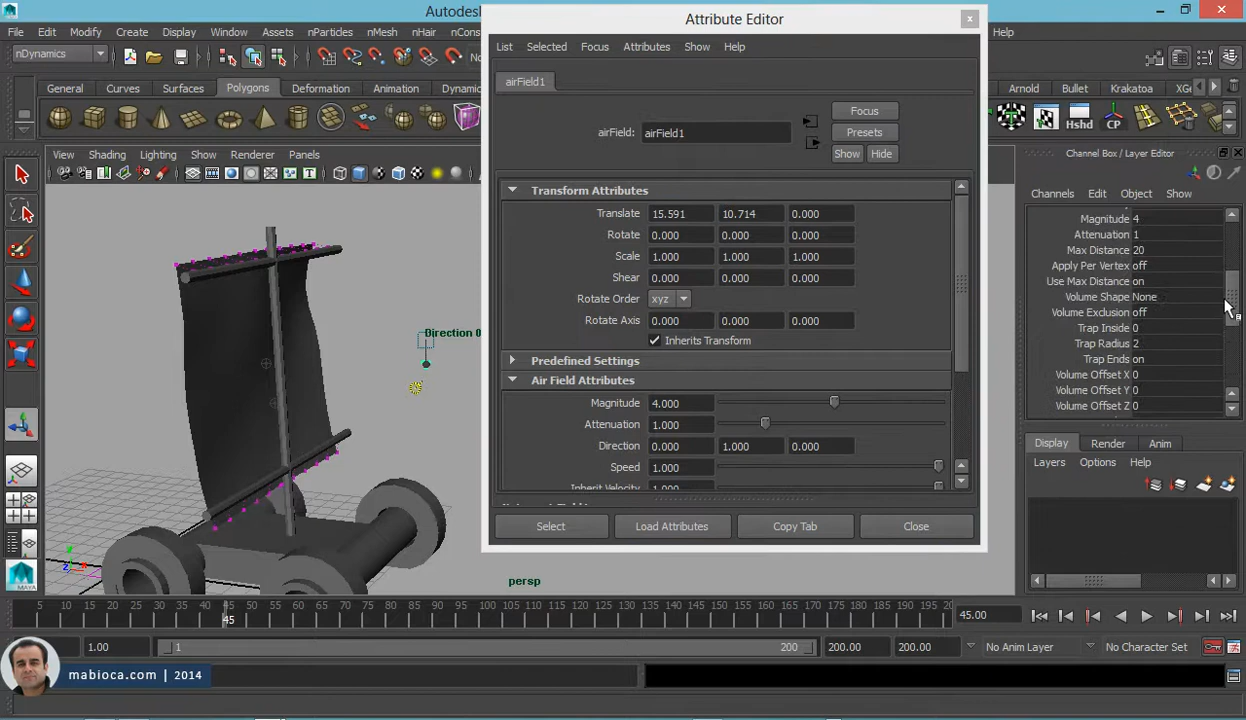 Autodes
Attribute Editor
File Edit Modify Create Display Window Assets nParticles nMesh nHair nCons
Help
nDynamics
General Curves Surfaces Polygons Deformation Animation Dynamic
Arnold Bullet Krakatoa XGe
Hshd CP
View Shading Lighting Show Renderer Panels
Direction 0
persp
List Selected Focus Attributes Show Help
airField1
Focus
airField: airField1
Presets
Show Hide
Transform Attributes
Translate 15.591 10.714 0.000
Rotate 0.000 0.000 0.000
Scale 1.000 1.000 1.000
Shear 0.000 0.000 0.000
Rotate Order xyz
Rotate Axis 0.000 0.000 0.000
Inherits Transform
Predefined Settings
Air Field Attributes
Magnitude 4.000
Attenuation 1.000
Direction 0.000 1.000 0.000
Speed 1.000
Inherit Velocity 1.000
Select Load Attributes Copy Tab Close
Channel Box / Layer Editor
Channels Edit Object Show
Magnitude 4
Attenuation 1
Max Distance 20
Apply Per Vertex off
Use Max Distance on
Volume Shape None
Volume Exclusion off
Trap Inside 0
Trap Radius 2
Trap Ends on
Volume Offset X 0
Volume Offset Y 0
Volume Offset Z 0
Display Render Anim
Layers Options Help
5 10 15 20 25 30 35 40 45 50 55 60 65 70 75 80 85 90 95 100 105 110 115 120 125 130 135 140 145 150 155 160 165 170 175 180 185 190 195 20
45
45.00
1.00 1 200 200.00 200.00 No Anim Layer No Character Set
mabioca.com | 2014